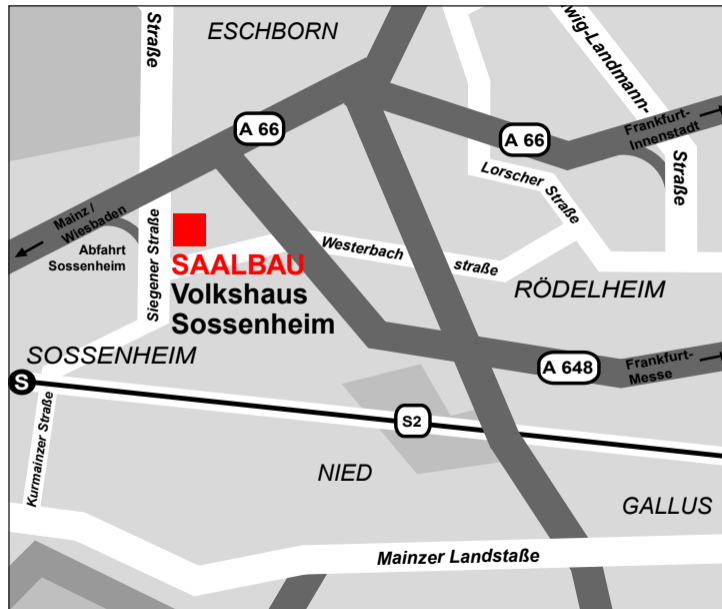 ESCHBORN
Straße
wig-Landmann-
Straße
A 66
A 66
Frankfurt-
Innenstadt
Lorscher
Straße
Mainz /
Wiesbaden
Abfahrt
Sossenheim
Siegener Straße
SAALBAU
Volkshaus
Sossenheim
Westerbach
straße
RÖDELHEIM
SOSSENHEIM
A 648
Frankfurt-
Messe
S
S2
Kurmainzer Straße
NIED
GALLUS
Mainzer Landstaße